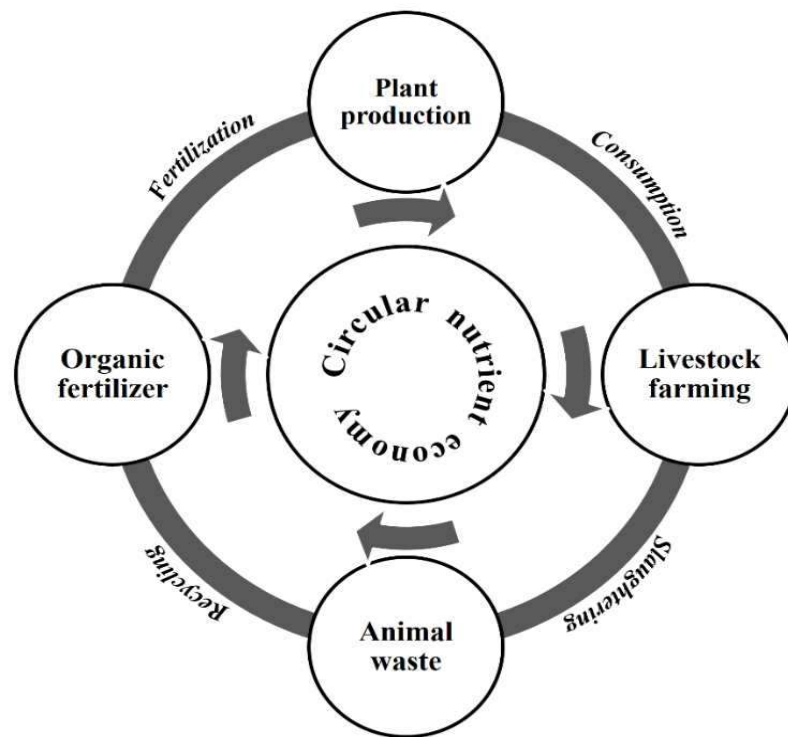 Plant
production
Fertilization
Consumption
Circular nutrient economy
Organic
fertilizer
Livestock
farming
Recycling
Slaughtering
Animal
waste